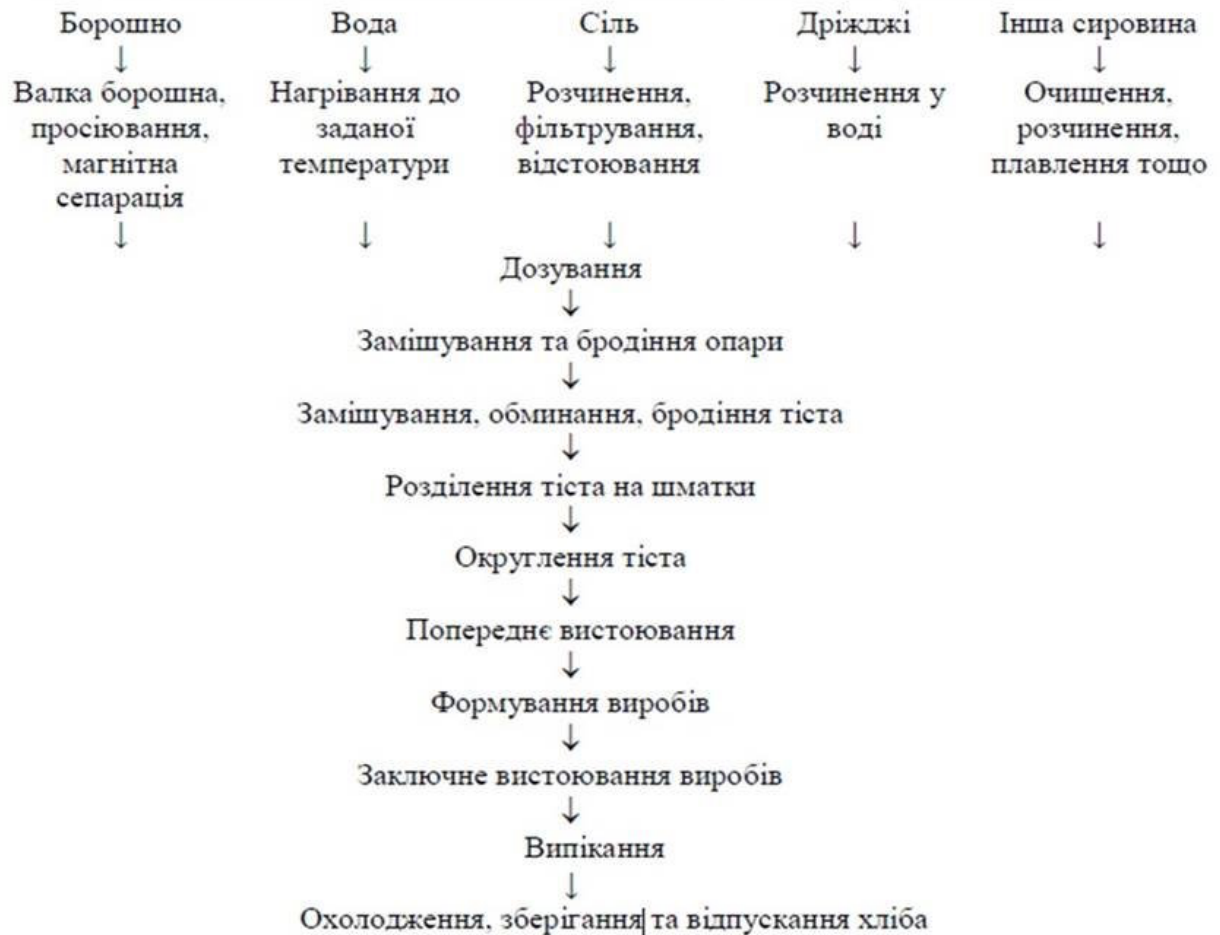 Борошно Вода Сіль Дріжджі Інша сировина
↓ ↓ ↓ ↓ ↓
Валка борошна, Нагрівання до Розчинення, Розчинення у Очищення,
просіювання, заданої фільтрування, воді розчинення,
магнітна температури відстоювання плавлення тощо
сепарація
↓ ↓ ↓ ↓ ↓
Дозування
↓
Замішування та бродіння опари
↓
Замішування, обминання, бродіння тіста
↓
Розділення тіста на шматки
↓
Округлення тіста
↓
Попереднє вистоювання
↓
Формування виробів
↓
Заключне вистоювання виробів
↓
Випікання
↓
Охолодження, зберігання та відпускання хліба